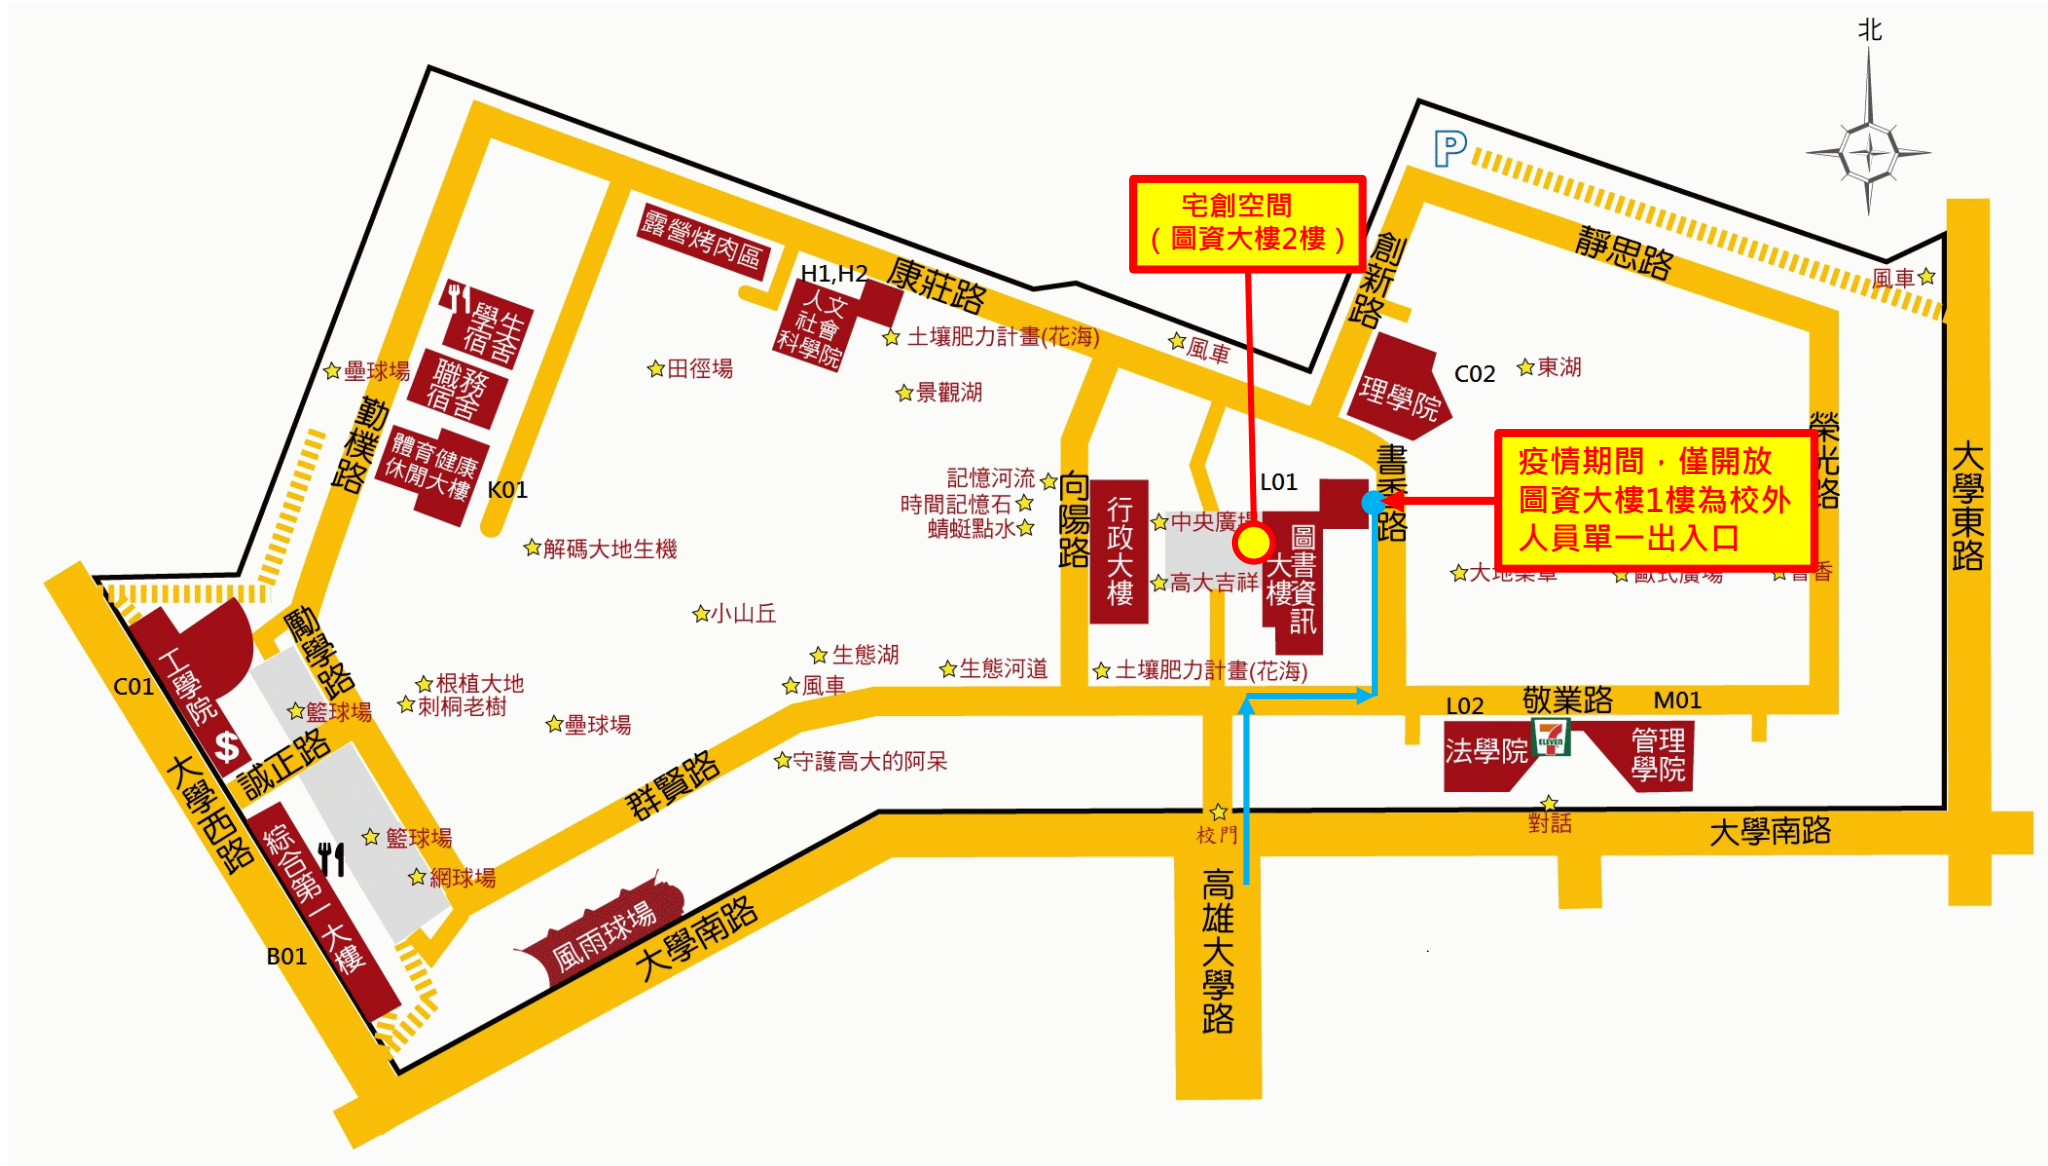 北
P
宅創空間
（圖資大樓2樓）
創新路
靜思路
風車
露營烤肉區
H1,H2
人文
社會
科學院
康莊路
土壤肥力計畫(花海)
風車
學生
宿舍
職務
宿舍
體育健康
休閒大樓
K01
壘球場
勤樸路
田徑場
景觀湖
理學院
C02
東湖
榮光路
大學東路
書香路
疫情期間，僅開放
圖資大樓1樓為校外
人員單一出入口
記憶河流
時間記憶石
蜻蜓點水
向陽路
行政大樓
中央廣場
高大吉祥
L01
圖書資訊
大樓
大地樂章
歐式廣場
書香
解碼大地生機
小山丘
生態湖
風車
生態河道
土壤肥力計畫(花海)
勵學路
工學院
C01
$
根植大地
刺桐老樹
籃球場
壘球場
誠正路
大學西路
守護高大的阿呆
群賢路
敬業路
L02
M01
法學院
7
ELEVEN
管理
學院
對話
大學南路
校門
高雄大學路
綜合第一大樓
B01
籃球場
網球場
風雨球場
大學南路